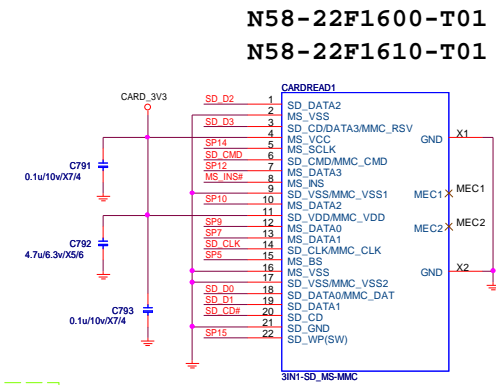 N58-22F1600-T01
N58-22F1610-T01
CARDREAD1
CARD_3V3
SD_D2 1 SD_DATA2
2 MS_VSS
SD_D3 3 SD_CD/DATA3/MMC_RSV
4 MS_VCC GND X1
SP14 5 MS_SCLK
SD_CMD 6 SD_CMD/MMC_CMD
C791 SP12 7 MS_DATA3
0.1u/10v/X7/4 MS_INS# 8 MS_INS
9 SD_VSS/MMC_VSS1 MEC1 MEC1
SP10 10 MS_DATA2
11 SD_VDD/MMC_VDD
SP9 12 MS_DATA0 MEC2 MEC2
SP7 13 MS_DATA1
C792 SD_CLK 14 SD_CLK/MMC_CLK
4.7u/6.3v/X5/6 SP5 15 MS_BS
16 MS_VSS GND X2
17 SD_VSS/MMC_VSS2
SD_D0 18 SD_DATA0/MMC_DAT
SD_D1 19 SD_DATA1
C793 SD_CD# 20 SD_CD
0.1u/10v/X7/4 21 SD_GND
SP15 22 SD_WP(SW)
3IN1-SD_MS-MMC